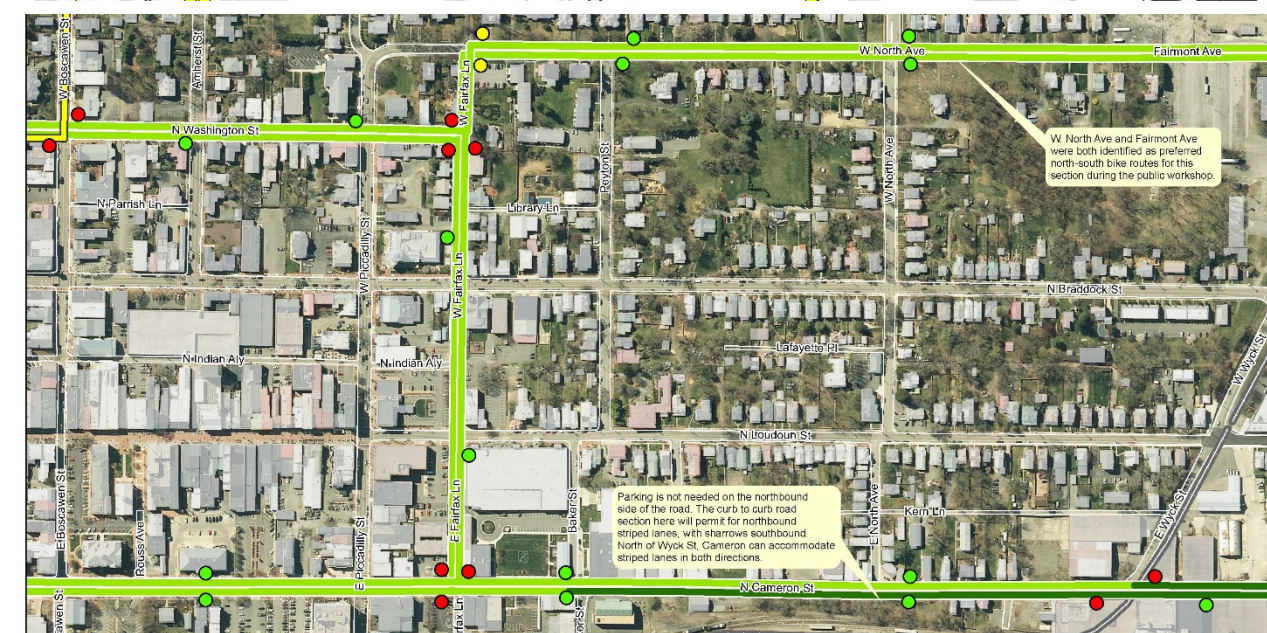 W Boscawen St
Amherst St
W Fairfax Ln
W North Ave
Fairmont Ave
N Washington St
W. North Ave and Fairmont Ave
were both identified as preferred
north-south bike routes for this
section during the public workshop.
N Parrish Ln
W Piccadilly St
Library Ln
Peyton St
W North Ave
W Fairfax Ln
N Braddock St
N Indian Aly
N Indian Aly
Lafayette Pl
W Wyck St
N Loudoun St
E Boscawen St
Rouss Ave
E Piccadilly St
E Fairfax Ln
Baker St
Parking is not needed on the northbound
side of the road. The curb to curb road
section here will permit for northbound
striped lanes, with sharrows southbound.
North of Wyck St, Cameron can accommodate
striped lanes in both directions.
E North Ave
Kern Ln
E Wyck St
N Cameron St
awen St
rfax Ln
er St